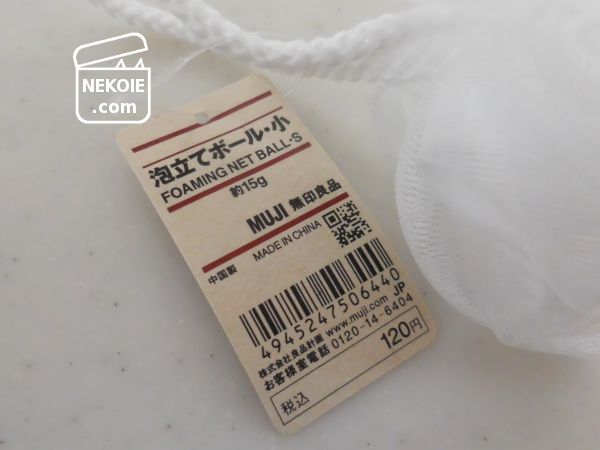 NEKOIE
.com
泡立てボール・小
FOAMING NET BALL・S
約15g
MUJI 無印良品
中国製 MADE IN CHINA
4945247506440
株式会社良品計画 www.muji.com JP
お客様室電話 0120-14-6404
税込 120円